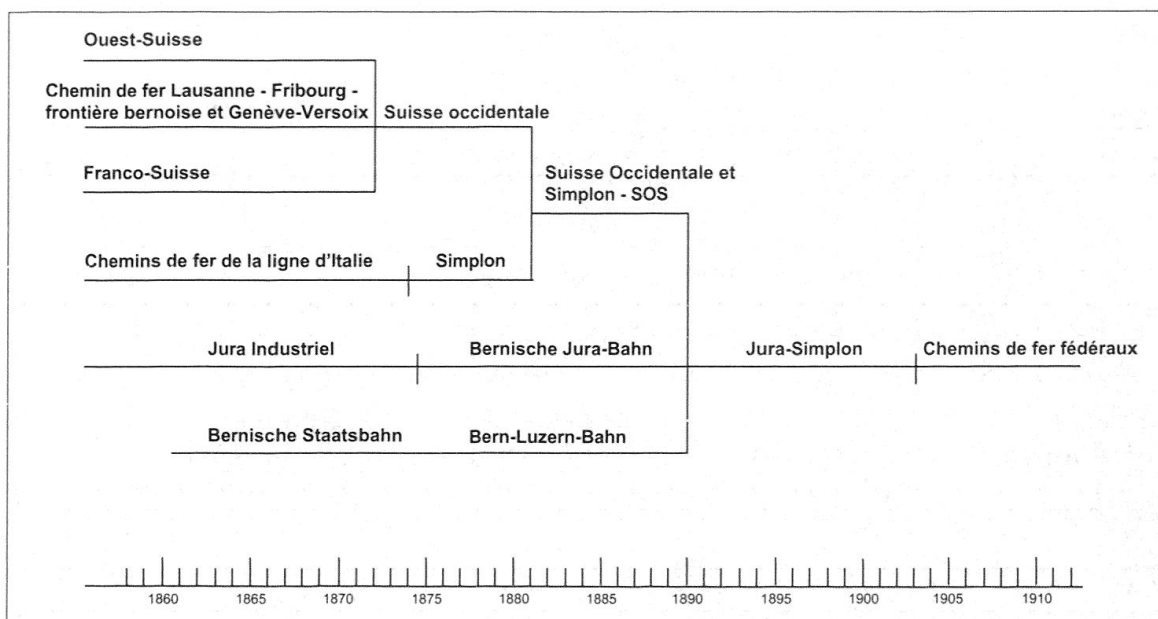 Ouest-Suisse
Chemin de fer Lausanne - Fribourg -
frontière bernoise et Genève-Versoix
Suisse occidentale
Franco-Suisse
Suisse Occidentale et
Simplon - SOS
Chemins de fer de la ligne d'Italie
Simplon
Jura Industriel
Bernische Jura-Bahn
Jura-Simplon
Chemins de fer fédéraux
Bernische Staatsbahn
Bern-Luzern-Bahn
1860 1865 1870 1875 1880 1885 1890 1895 1900 1905 1910